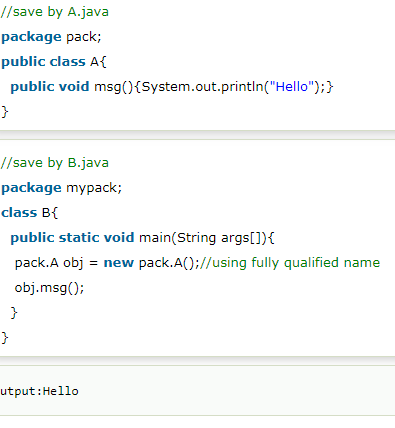 //save by A.java
package pack;
public class A{
  public void msg(){System.out.println("Hello");}
}
//save by B.java
package mypack;
class B{
  public static void main(String args[]){
   pack.A obj = new pack.A();//using fully qualified name
   obj.msg();
  }
}
utput:Hello